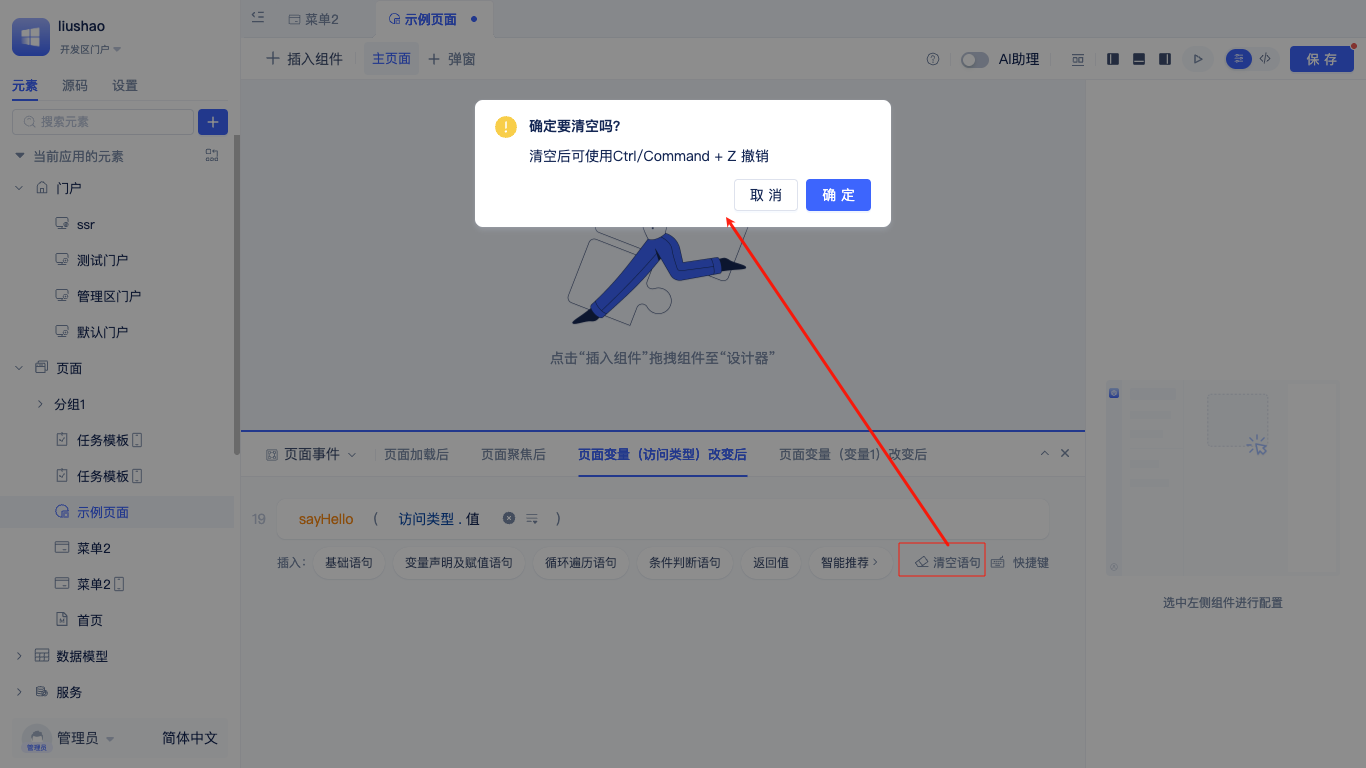 liushao
开发区门户
元素 源码 设置
搜索元素
当前应用的元素
门户
ssr
测试门户
管理区门户
默认门户
页面
分组1
任务模板
任务模板
示例页面
菜单2
菜单2
首页
数据模型
服务
管理员
管理员 简体中文
菜单2 示例页面
插入组件 主页面 弹窗
AI助理
保存
确定要清空吗?
清空后可使用Ctrl/Command + Z 撤销
取消 确定
点击“插入组件”拖拽组件至“设计器”
页面事件 页面加载后 页面聚焦后 页面变量（访问类型）改变后 页面变量（变量1）改变后
19 sayHello ( 访问类型 . 值 )
插入: 基础语句 变量声明及赋值语句 循环遍历语句 条件判断语句 返回值 智能推荐 清空语句 快捷键
选中左侧组件进行配置